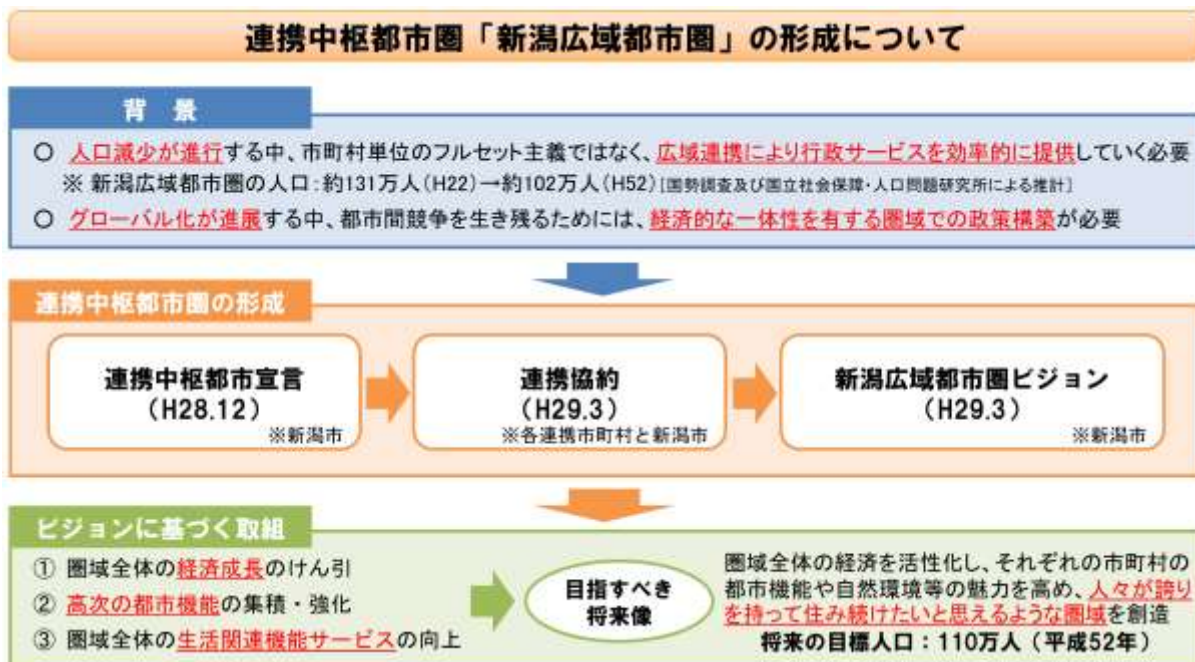 連携中枢都市圏「新潟広域都市圏」の形成について
背 景
○ 人口減少が進行する中、市町村単位のフルセット主義ではなく、広域連携により行政サービスを効率的に提供していく必要
※ 新潟広域都市圏の人口:約131万人(H22)→約102万人(H52)[国勢調査及び国立社会保障・人口問題研究所による推計]
○ グローバル化が進展する中、都市間競争を生き残るためには、経済的な一体性を有する圏域での政策構築が必要
連携中枢都市圏の形成
連携中枢都市宣言
(H28.12)
※新潟市
連携協約
(H29.3)
※各連携市町村と新潟市
新潟広域都市圏ビジョン
(H29.3)
※新潟市
ビジョンに基づく取組
① 圏域全体の経済成長のけん引
② 高次の都市機能の集積・強化
③ 圏域全体の生活関連機能サービスの向上
目指すべき
将来像
圏域全体の経済を活性化し、それぞれの市町村の
都市機能や自然環境等の魅力を高め、人々が誇り
を持って住み続けたいと思えるような圏域を創造
将来の目標人口:110万人(平成52年)